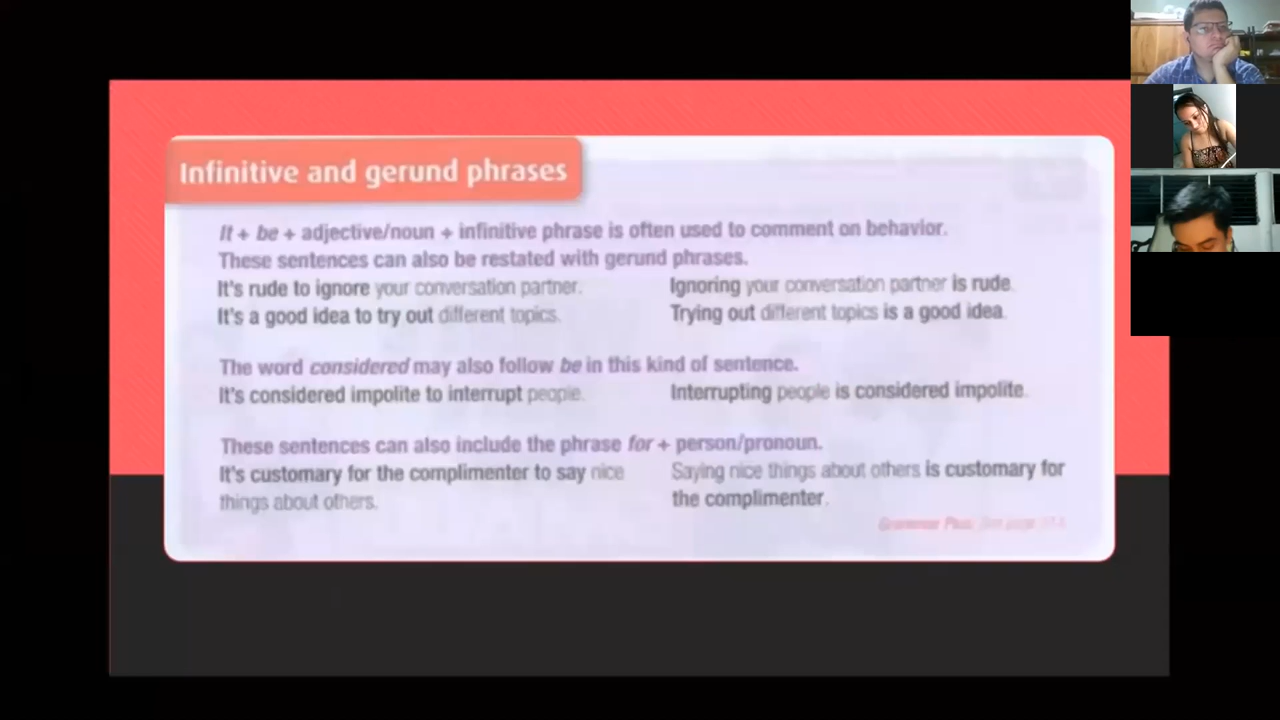 Infinitive and gerund phrases
It + be + adjective/noun + infinitive phrase is often used to comment on behavior.
These sentences can also be restated with gerund phrases.
It's rude to ignore your conversation partner. Ignoring your conversation partner is rude.
It's a good idea to try out different topics. Trying out different topics is a good idea.
The word considered may also follow be in this kind of sentence.
It's considered impolite to interrupt people. Interrupting people is considered impolite.
These sentences can also include the phrase for + person/pronoun.
It's customary for the complimenter to say nice Saying nice things about others is customary for
things about others. the complimenter.
Grammar Plus: See page